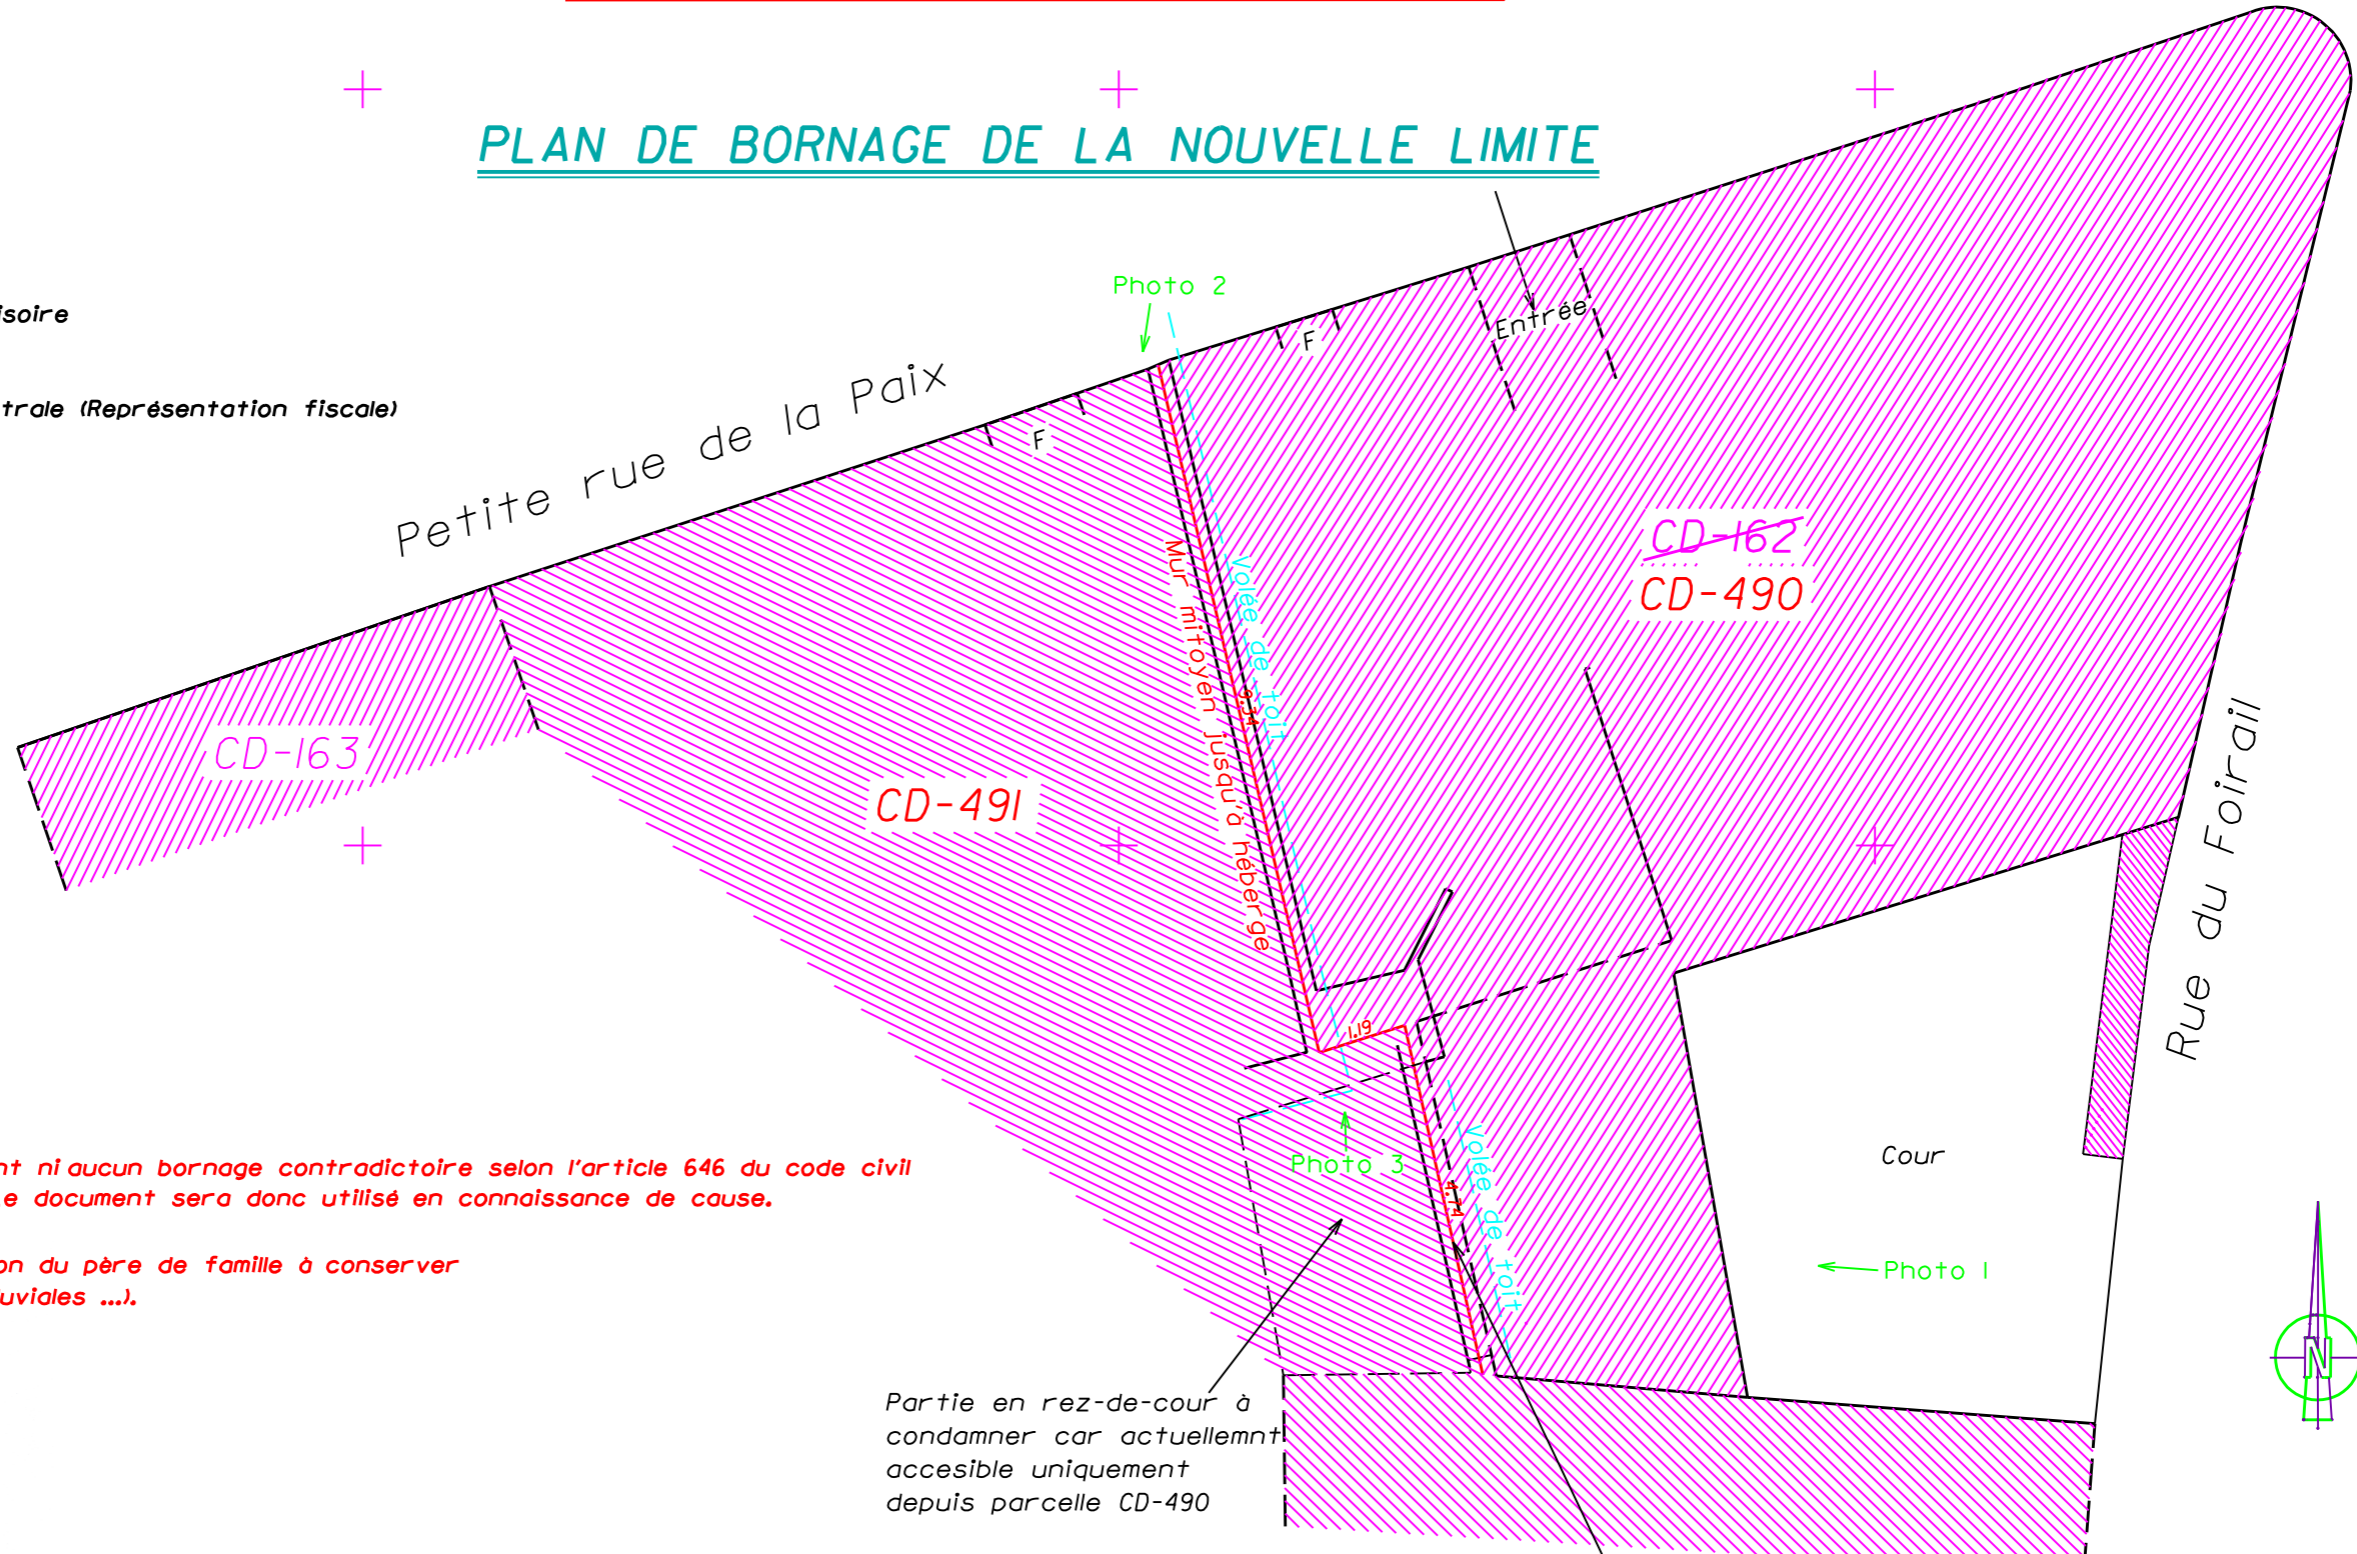 PLAN DE BORNAGE DE LA NOUVELLE LIMITE
isoire
trale (Représentation fiscale)
Petite rue de la Paix
Photo 2
F
F
Entrée
CD-162
CD-490
CD-163
CD-491
Mur mitoyen jusqu'à héberge
9.34
Volée de toit
1.19
Photo 3
4.74
Volée de toit
Cour
Photo 1
Rue du Foirail
nt ni aucun bornage contradictoire selon l'article 646 du code civil
e document sera donc utilisé en connaissance de cause.
on du père de famille à conserver
uviales ...).
Partie en rez-de-cour à
condamner car actuellemnt
accesible uniquement
depuis parcelle CD-490
N